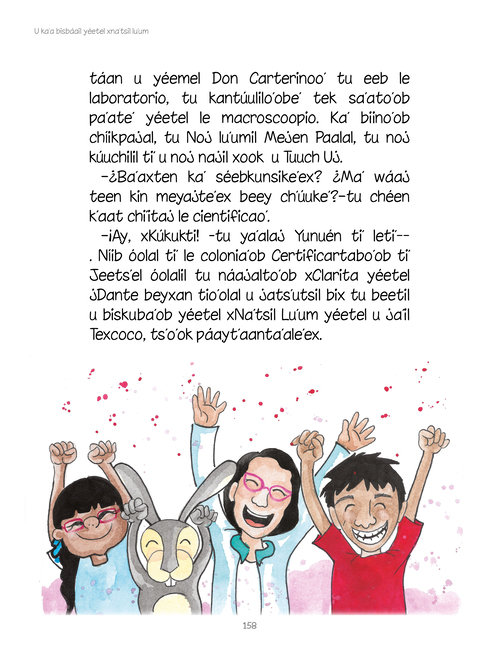 U ka'a bisbáail yéetel xna'tsil lu'um
táan u yéemel Don Carterinoo' tu eeb le
laboratorio, tu kantúulilo'obe' tek sa'ato'ob
pa'ate' yéetel le macroscoopio. Ka' biino'ob
chíikpajal, tu Noj lu'umil Mejen Paalal, tu noj
kúuchilil ti' u noj najil xook u Tuuch Uj.
–¿Ba'axten ka' séebkunsike'ex? ¿Ma' wáaj
teen kin meyajte'ex beey ch'úuke'?–tu chéen
k'aat chi'itaj le cientificao'.
–¡Ay, xKúkukti! -tu ya'alaj Yunuén ti' leti'--
. Níib óolal ti' le colonia'ob Certificartabo'ob ti'
Jeets'el óolalil tu náajalto'ob xClarita yéetel
jDante beyxan tio'olal u jats'utsil bix tu beetil
u biskuba'ob yéetel xNa'tsil Lu'um yéetel u ja'il
Texcoco, ts'o'ok páayt'aanta'ale'ex.
158